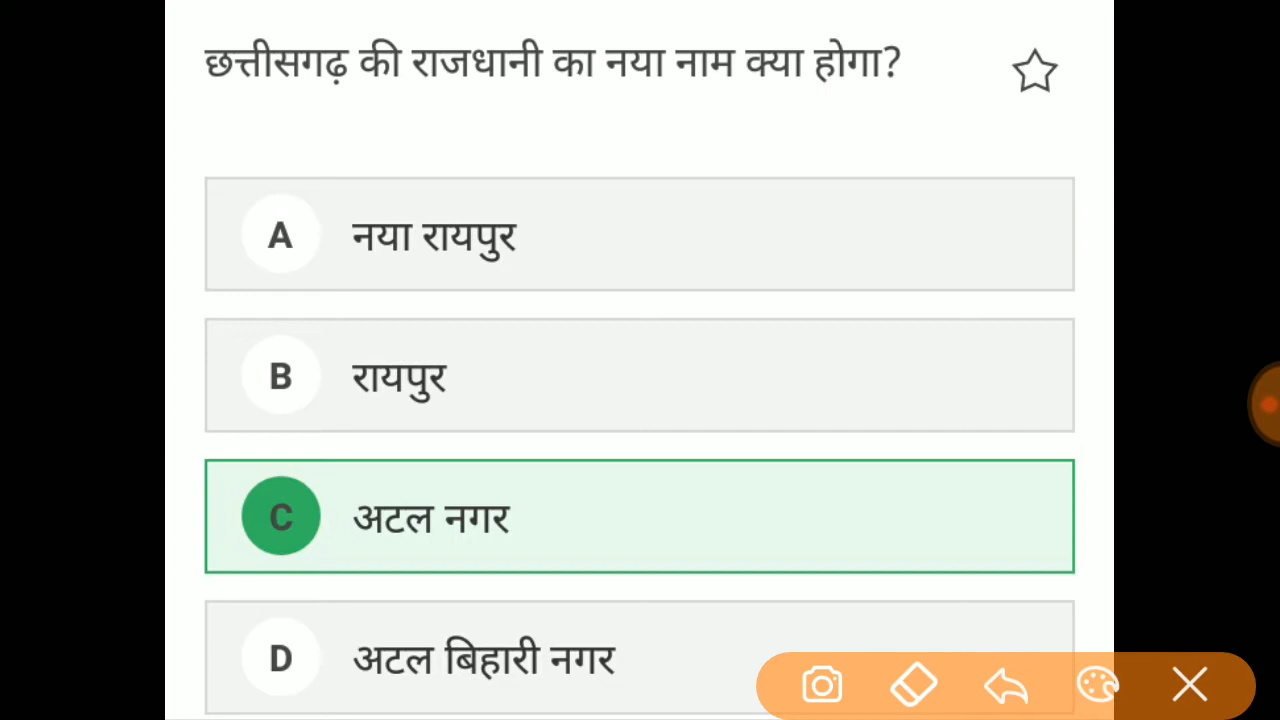 छत्तीसगढ़ की राजधानी का नया नाम क्या होगा?
A नया रायपुर
B रायपुर
C अटल नगर
D अटल बिहारी नगर